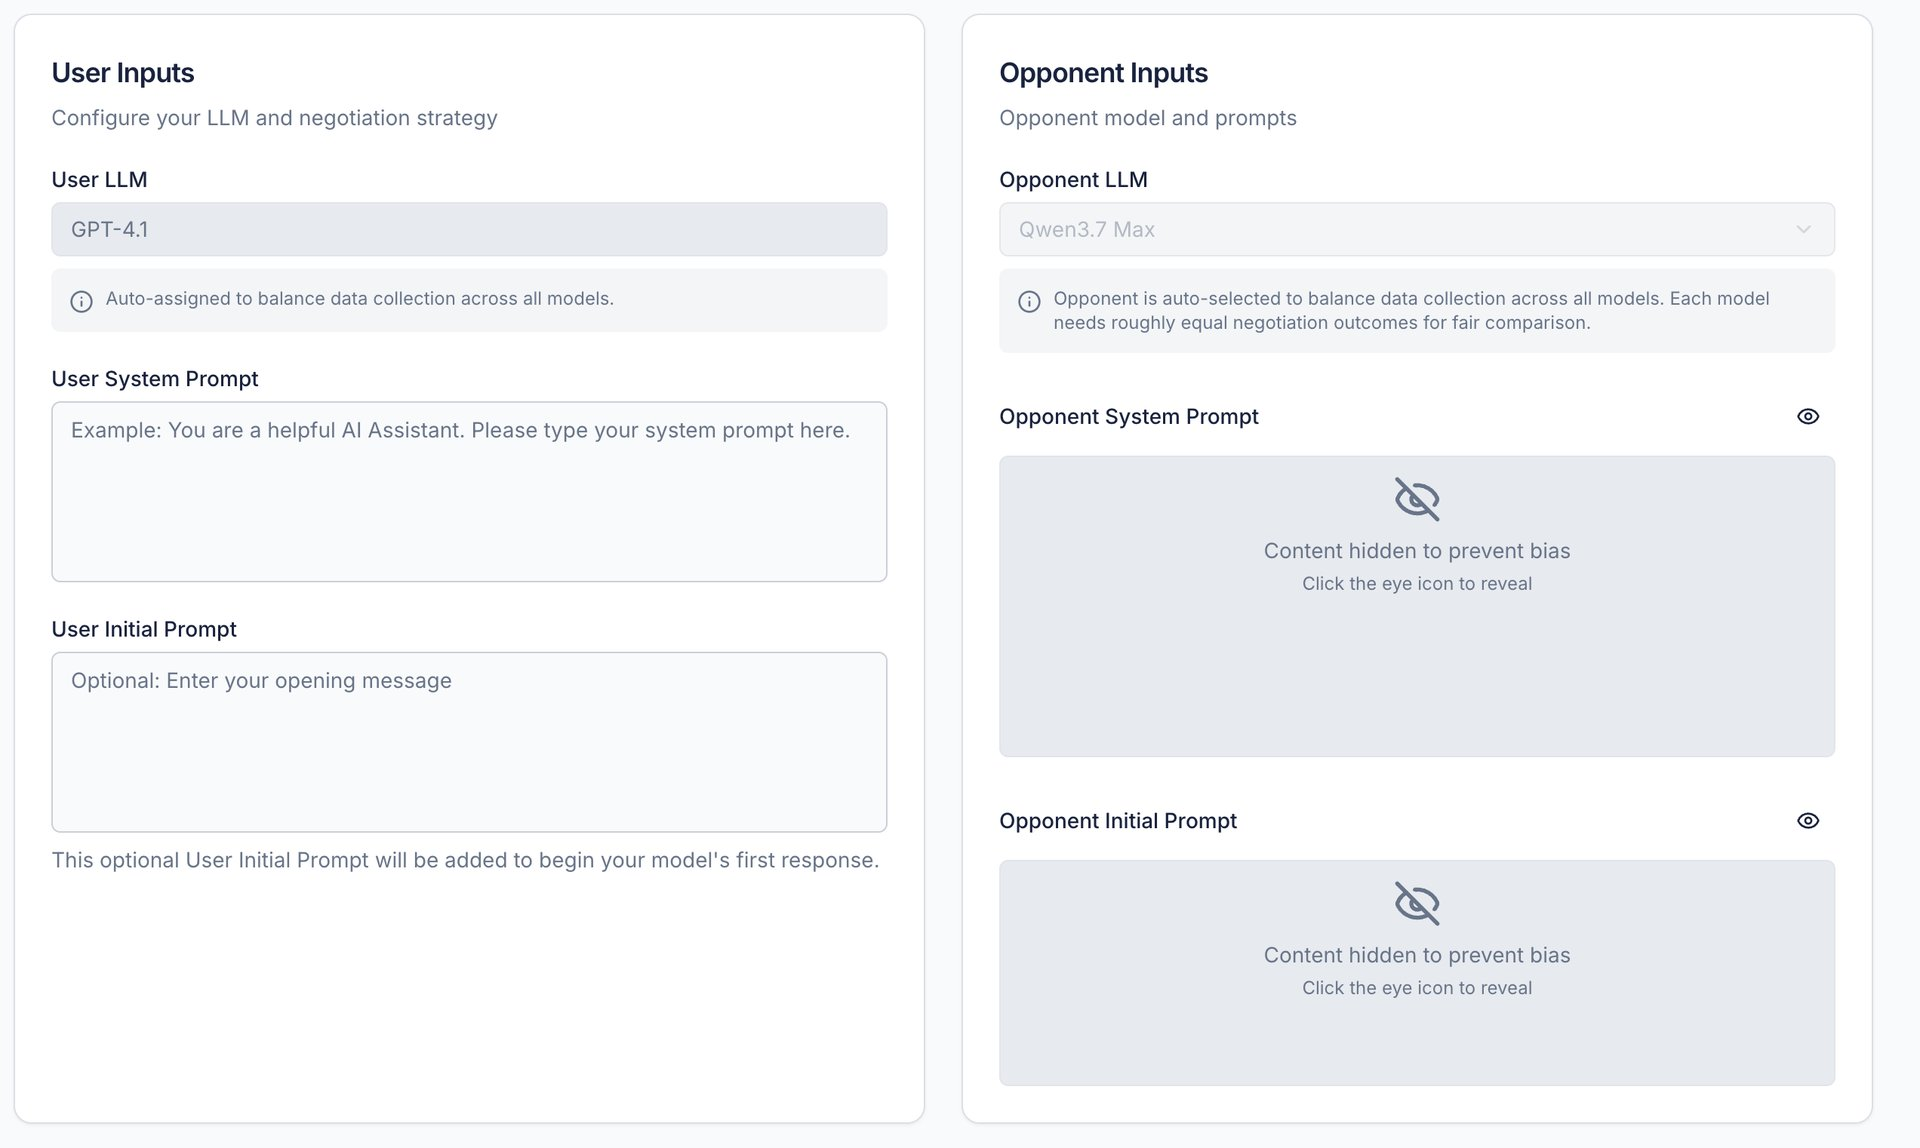 User Inputs
Configure your LLM and negotiation strategy
User LLM
GPT-4.1
Auto-assigned to balance data collection across all models.
User System Prompt
Example: You are a helpful AI Assistant. Please type your system prompt here.
User Initial Prompt
Optional: Enter your opening message
This optional User Initial Prompt will be added to begin your model's first response.
Opponent Inputs
Opponent model and prompts
Opponent LLM
Qwen3.7 Max
Opponent is auto-selected to balance data collection across all models. Each model
needs roughly equal negotiation outcomes for fair comparison.
Opponent System Prompt
Content hidden to prevent bias
Click the eye icon to reveal
Opponent Initial Prompt
Content hidden to prevent bias
Click the eye icon to reveal